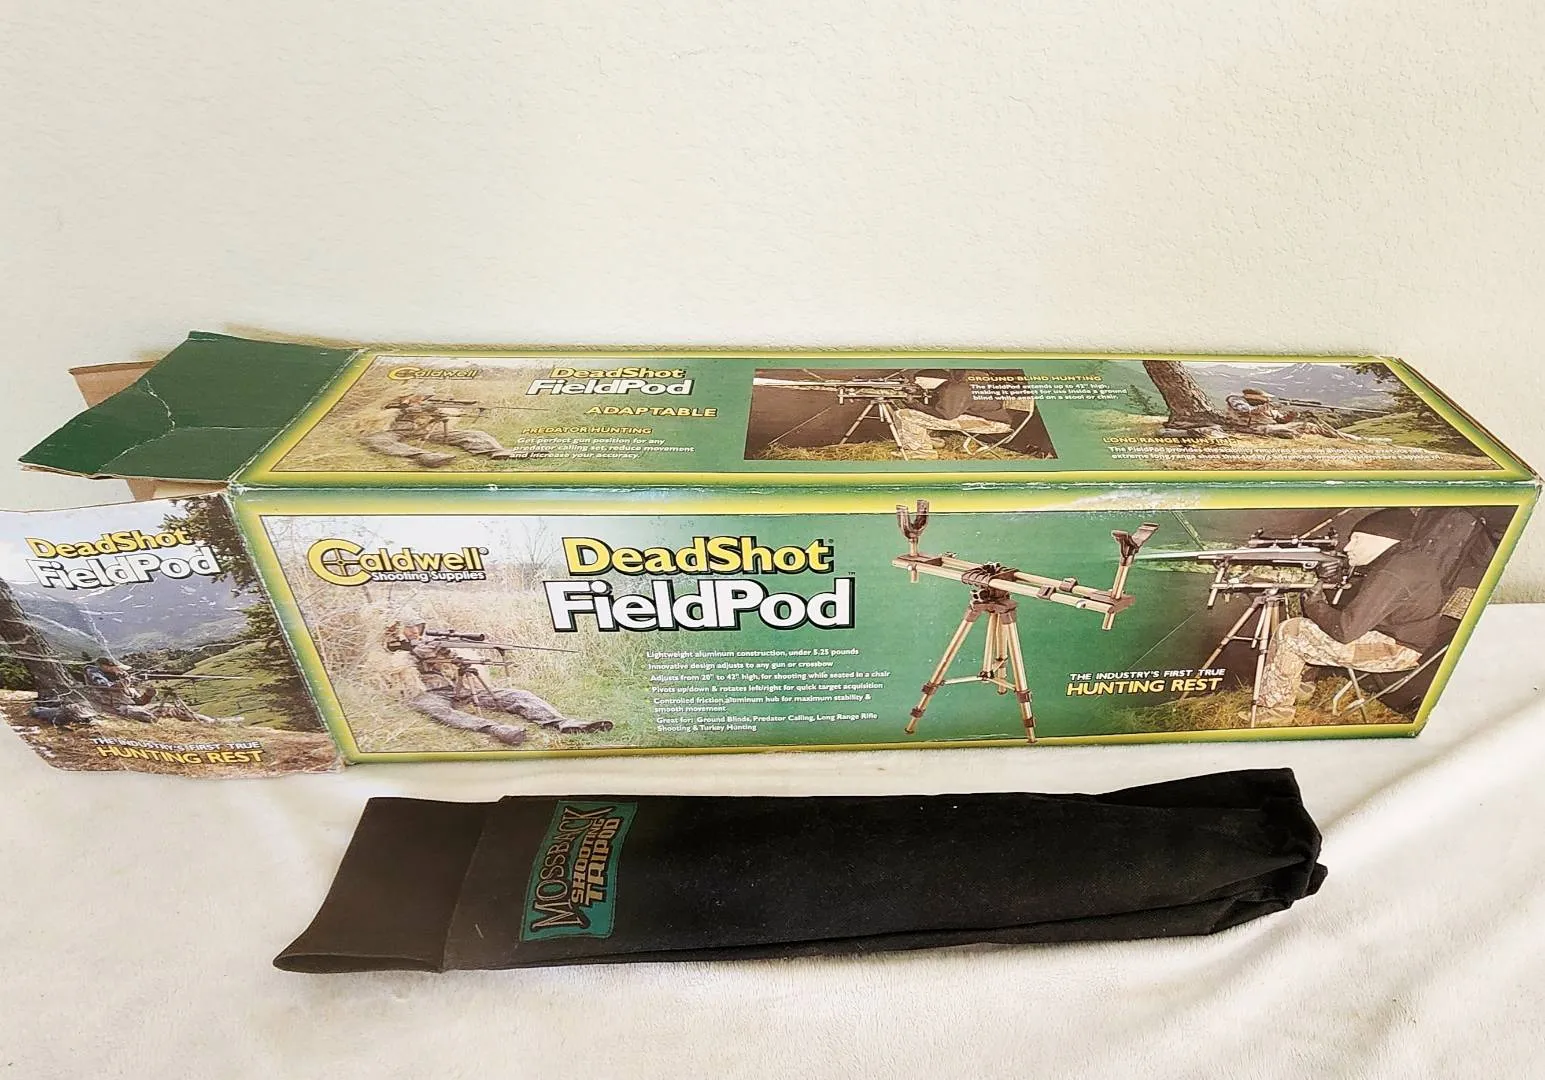 Caldwell
DeadShot
FieldPod
ADAPTABLE
PREDATOR HUNTING
Get perfect gun position for any
predator calling set, reduce movement
and increase your accuracy.
GROUND BLIND HUNTING
The FieldPod extends up to 42" high,
making it perfect for use inside a ground
blind while seated on a stool or chair.
LONG RANGE HUNTING
The FieldPod provides
extreme long range
DeadShot
FieldPod
THE INDUSTRY'S FIRST TRUE
HUNTING REST
Caldwell®
Shooting Supplies
DeadShot®
FieldPod™
Lightweight aluminum construction, under 5.25 pounds
Innovative design adjusts to any gun or crossbow
Adjusts from 20" to 42" high, for shooting while seated in a chair
Pivots up/down & rotates left/right for quick target acquisition
Controlled friction aluminum hub for maximum stability &
smooth movement
Great for: Ground Blinds, Predator Calling, Long Range Rifle
Shooting & Turkey Hunting
THE INDUSTRY'S FIRST TRUE
HUNTING REST
MOSSBACK
SHOOTING
TRIPOD